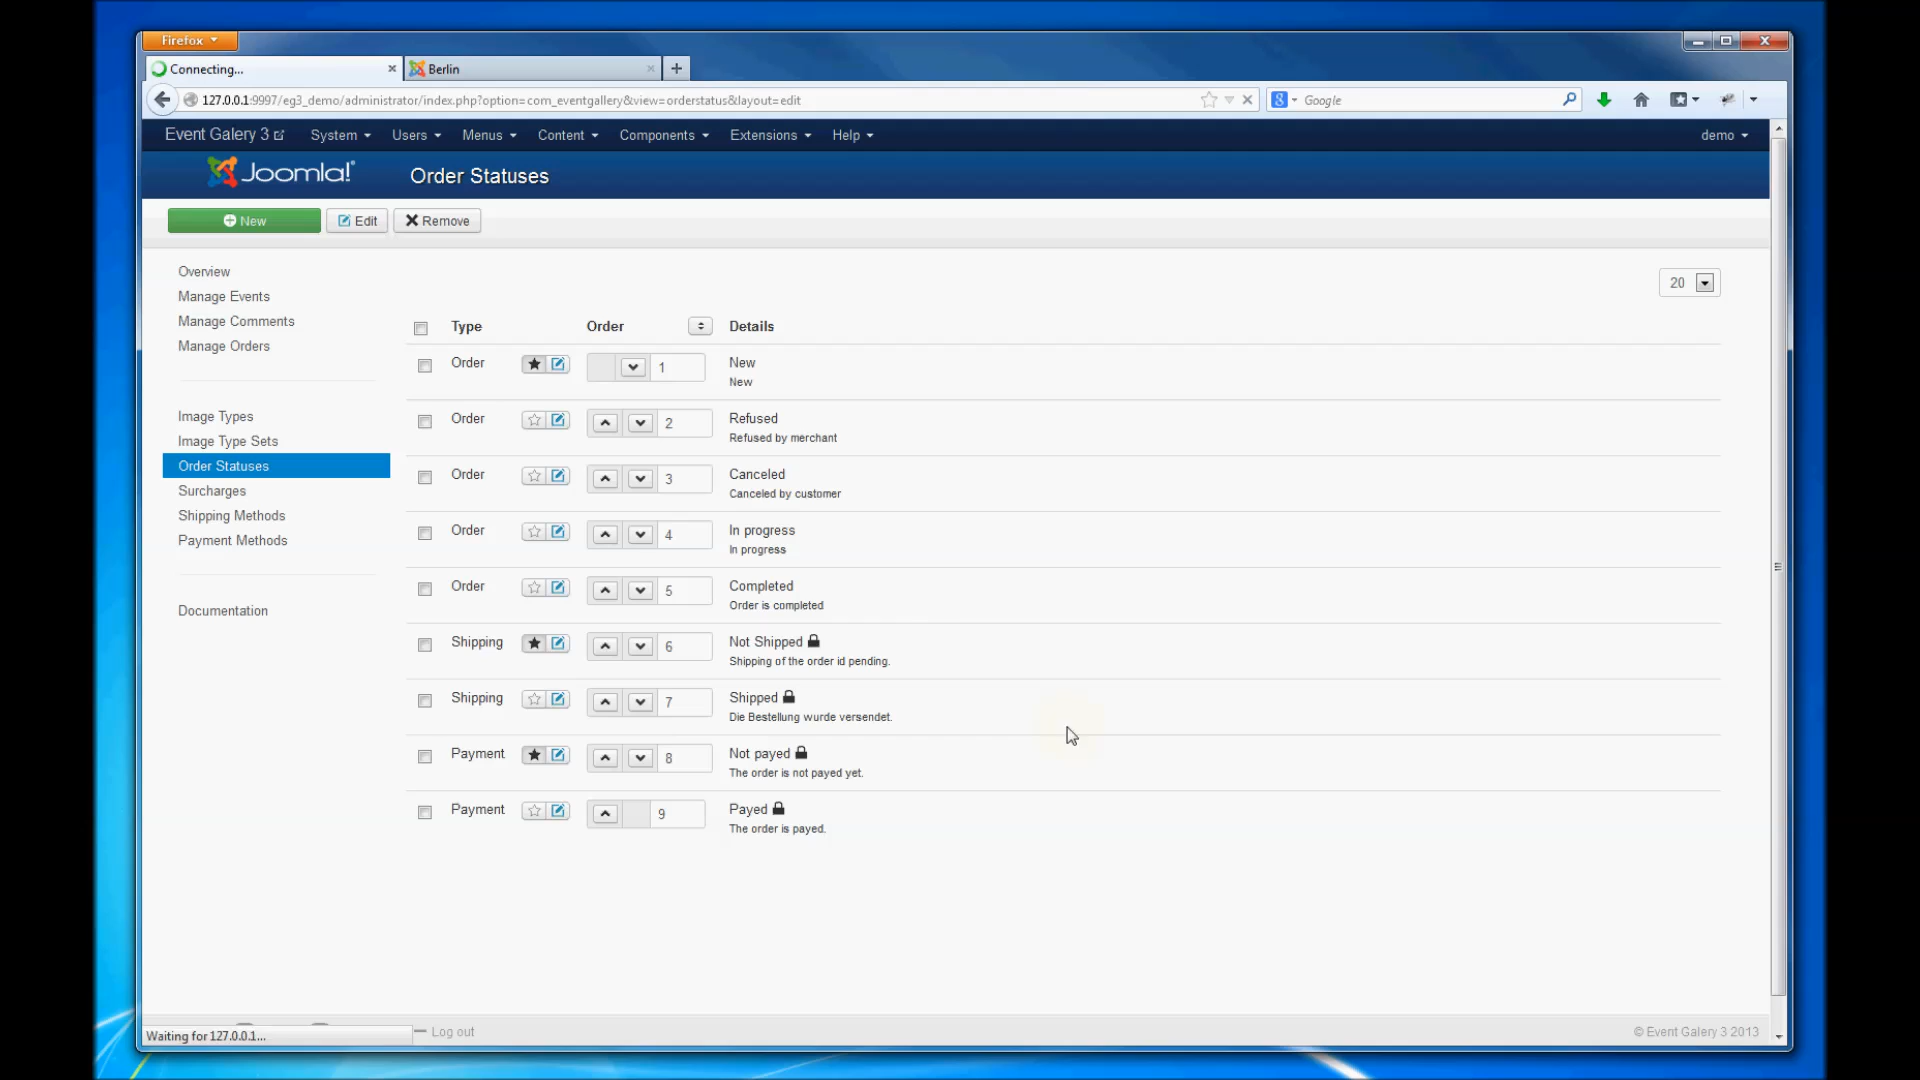 Firefox
Connecting...
Berlin
127.0.0.1:9997/eg3_demo/administrator/index.php?option=com_eventgallery&view=orderstatus&layout=edit
Google
Event Galery 3 System Users Menus Content Components Extensions Help demo
Joomla!® Order Statuses
New Edit Remove
Overview
Manage Events
Manage Comments
Manage Orders
Image Types
Image Type Sets
Order Statuses
Surcharges
Shipping Methods
Payment Methods
Documentation
20
Type Order Details
Order 1 New
New
Order 2 Refused
Refused by merchant
Order 3 Canceled
Canceled by customer
Order 4 In progress
In progress
Order 5 Completed
Order is completed
Shipping 6 Not Shipped
Shipping of the order id pending.
Shipping 7 Shipped
Die Bestellung wurde versendet.
Payment 8 Not payed
The order is not payed yet.
Payment 9 Payed
The order is payed.
Waiting for 127.0.0.1...
Log out
© Event Galery 3 2013